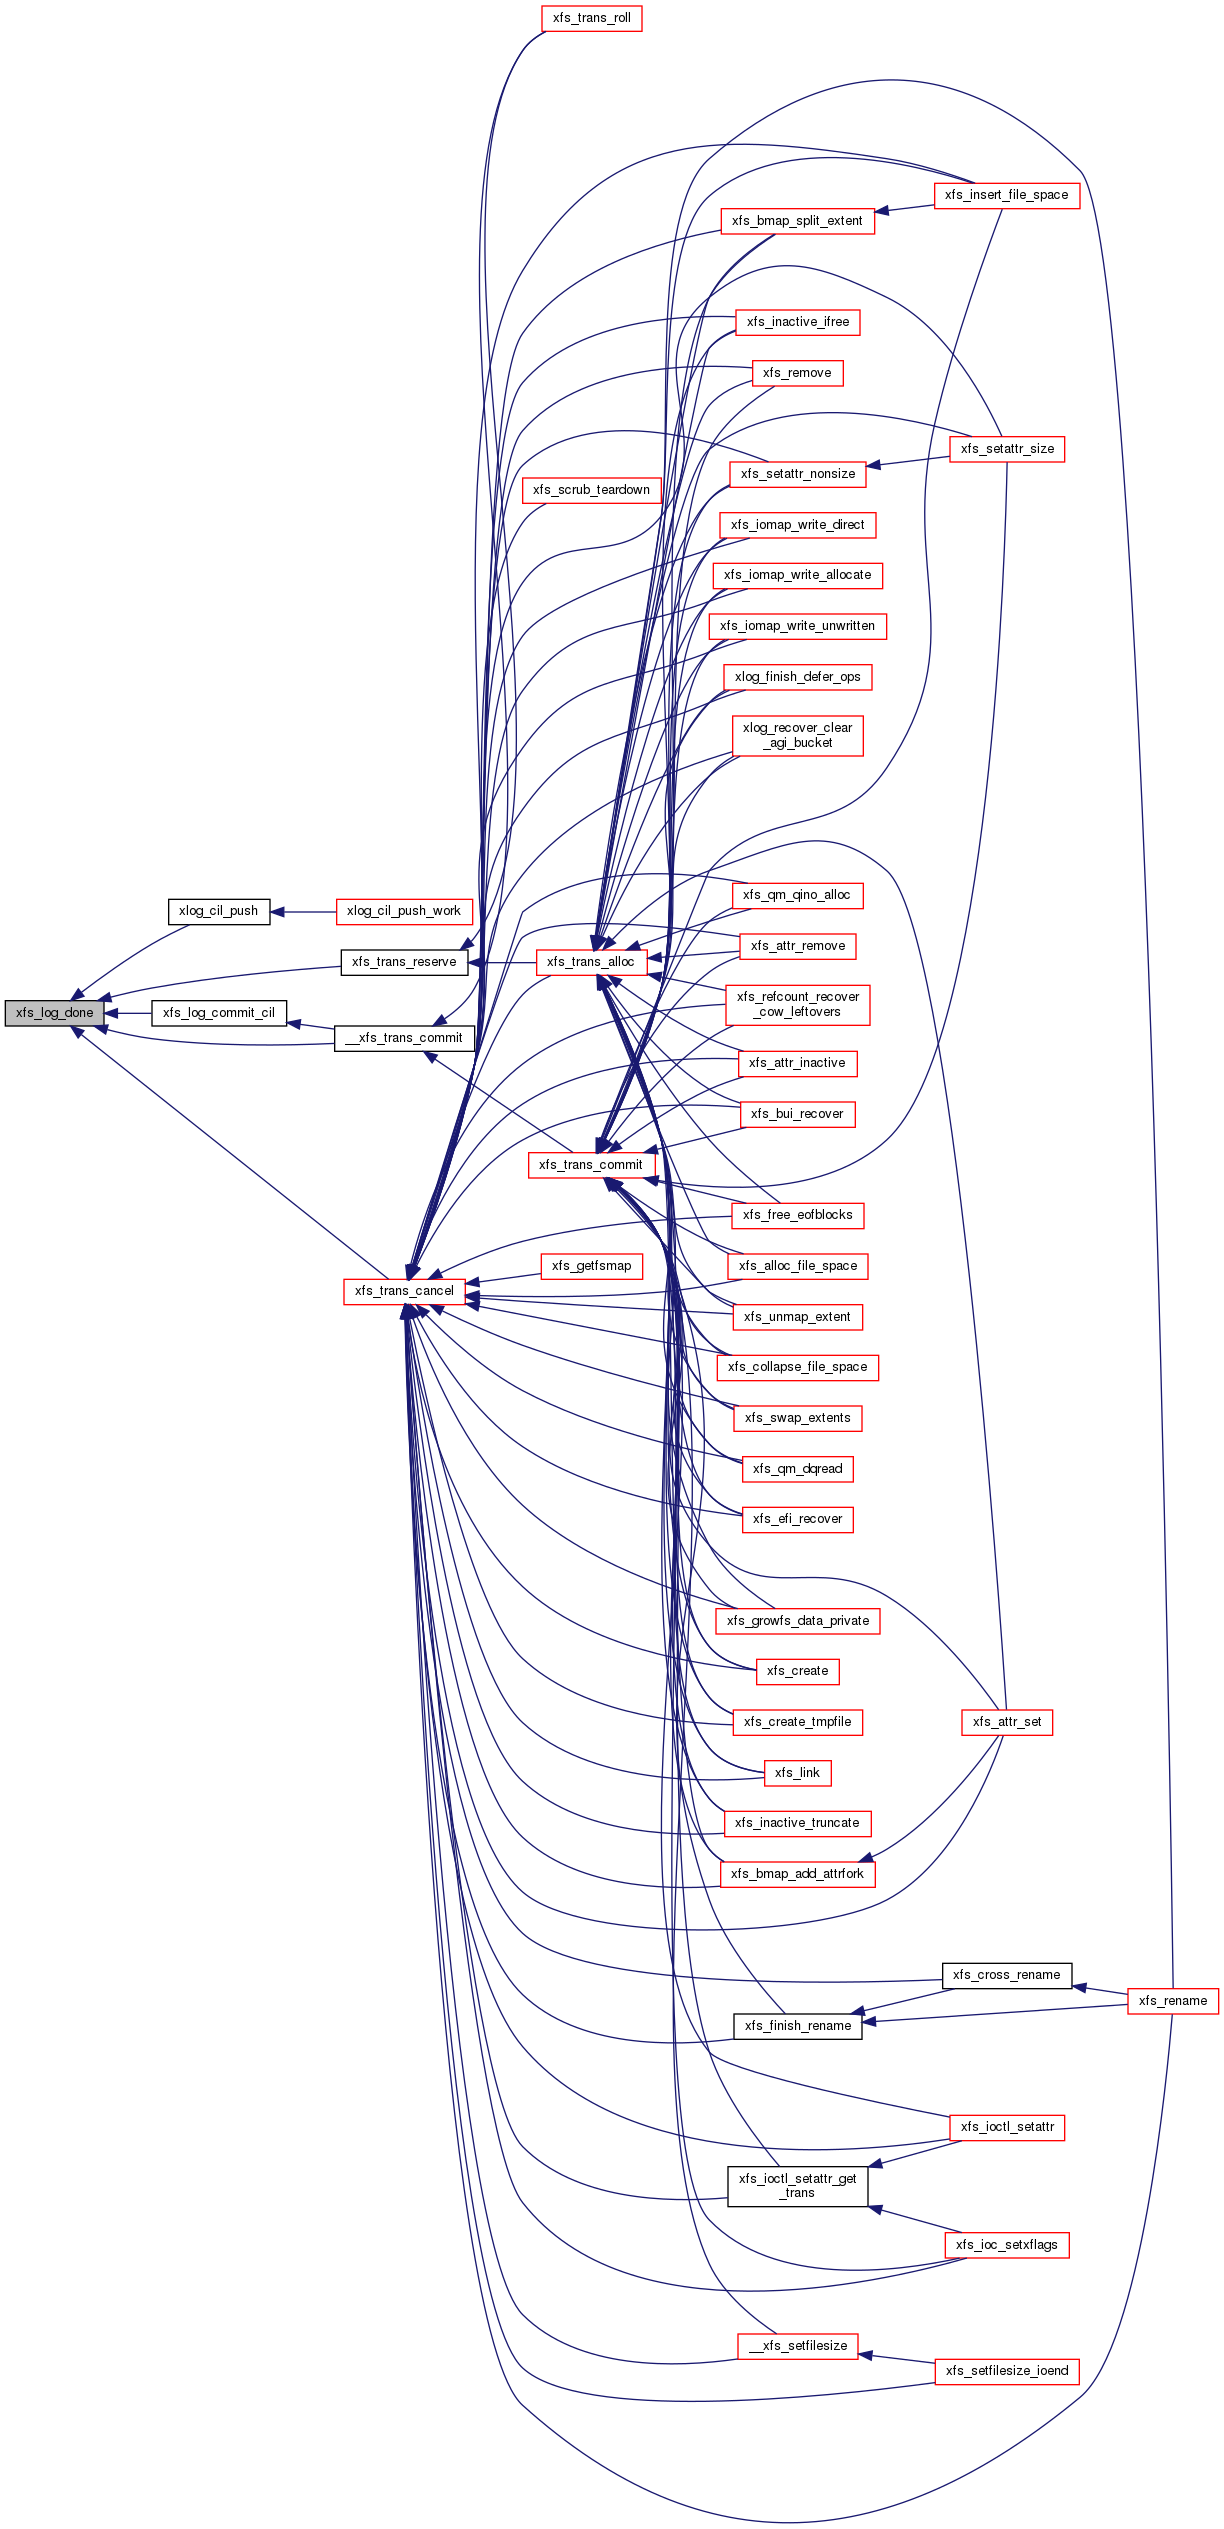 xfs_trans_roll
xfs_insert_file_space
xfs_bmap_split_extent
xfs_inactive_ifree
xfs_remove
xfs_setattr_size
xfs_setattr_nonsize
xfs_scrub_teardown
xfs_iomap_write_direct
xfs_iomap_write_allocate
xfs_iomap_write_unwritten
xlog_finish_defer_ops
xlog_recover_clear
_agi_bucket
xfs_qm_qino_alloc
xlog_cil_push
xlog_cil_push_work
xfs_attr_remove
xfs_trans_reserve
xfs_trans_alloc
xfs_refcount_recover
_cow_leftovers
xfs_log_done
xfs_log_commit_cil
__xfs_trans_commit
xfs_attr_inactive
xfs_bui_recover
xfs_trans_commit
xfs_free_eofblocks
xfs_getfsmap
xfs_alloc_file_space
xfs_trans_cancel
xfs_unmap_extent
xfs_collapse_file_space
xfs_swap_extents
xfs_qm_dqread
xfs_efi_recover
xfs_growfs_data_private
xfs_create
xfs_create_tmpfile
xfs_attr_set
xfs_link
xfs_inactive_truncate
xfs_bmap_add_attrfork
xfs_cross_rename
xfs_rename
xfs_finish_rename
xfs_ioctl_setattr
xfs_ioctl_setattr_get
_trans
xfs_ioc_setxflags
__xfs_setfilesize
xfs_setfilesize_ioend